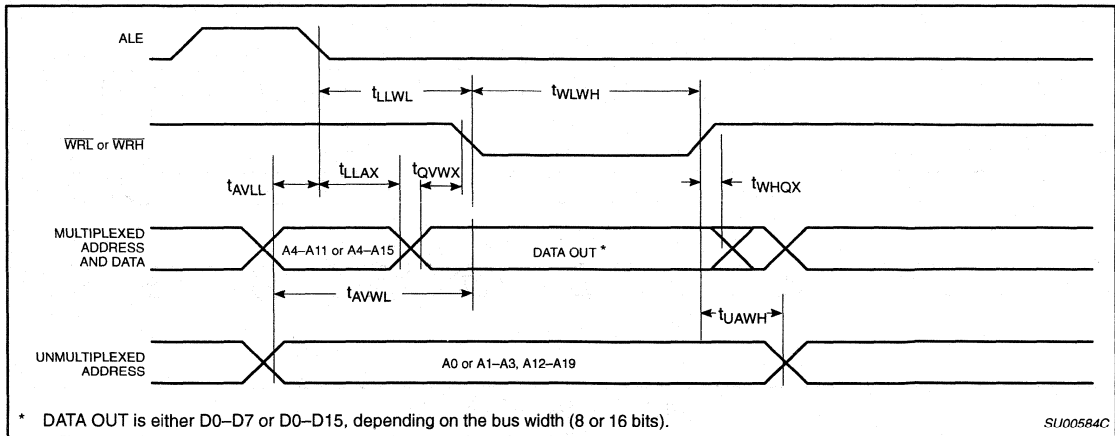 ALE
tLLWL
tWLWH
WRL or WRH
tAVLL
tLLAX
tQVWX
tWHQX
MULTIPLEXED
ADDRESS
AND DATA
A4–A11 or A4–A15
DATA OUT *
tAVWL
tUAWH
UNMULTIPLEXED
ADDRESS
A0 or A1–A3, A12–A19
* DATA OUT is either D0–D7 or D0–D15, depending on the bus width (8 or 16 bits).
SU00584C